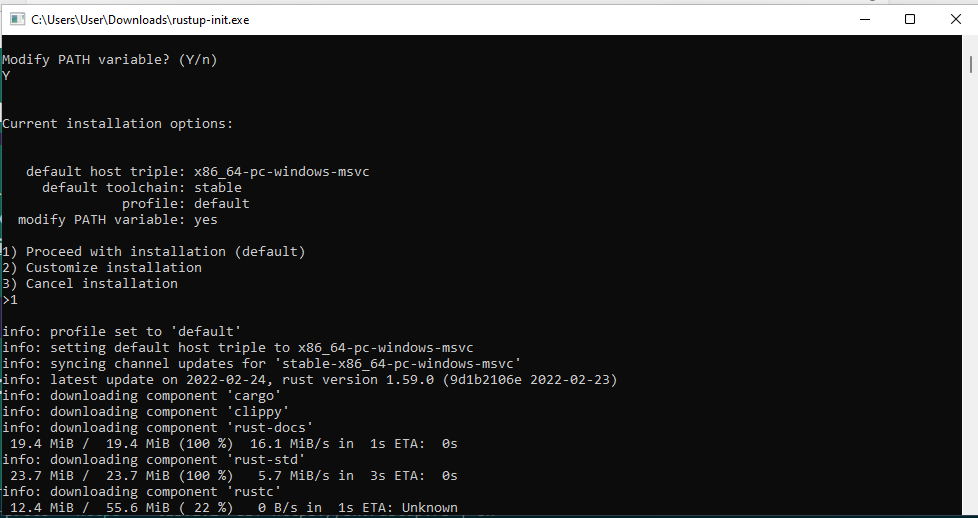 C:\Users\User\Downloads\rustup-init.exe
Modify PATH variable? (Y/n)
Y
Current installation options:
default host triple: x86_64-pc-windows-msvc
default toolchain: stable
profile: default
modify PATH variable: yes
1) Proceed with installation (default)
2) Customize installation
3) Cancel installation
>1
info: profile set to 'default'
info: setting default host triple to x86_64-pc-windows-msvc
info: syncing channel updates for 'stable-x86_64-pc-windows-msvc'
info: latest update on 2022-02-24, rust version 1.59.0 (9d1b2106e 2022-02-23)
info: downloading component 'cargo'
info: downloading component 'clippy'
info: downloading component 'rust-docs'
19.4 MiB / 19.4 MiB (100 %) 16.1 MiB/s in 1s ETA: 0s
info: downloading component 'rust-std'
23.7 MiB / 23.7 MiB (100 %) 5.7 MiB/s in 3s ETA: 0s
info: downloading component 'rustc'
12.4 MiB / 55.6 MiB ( 22 %) 0 B/s in 1s ETA: Unknown